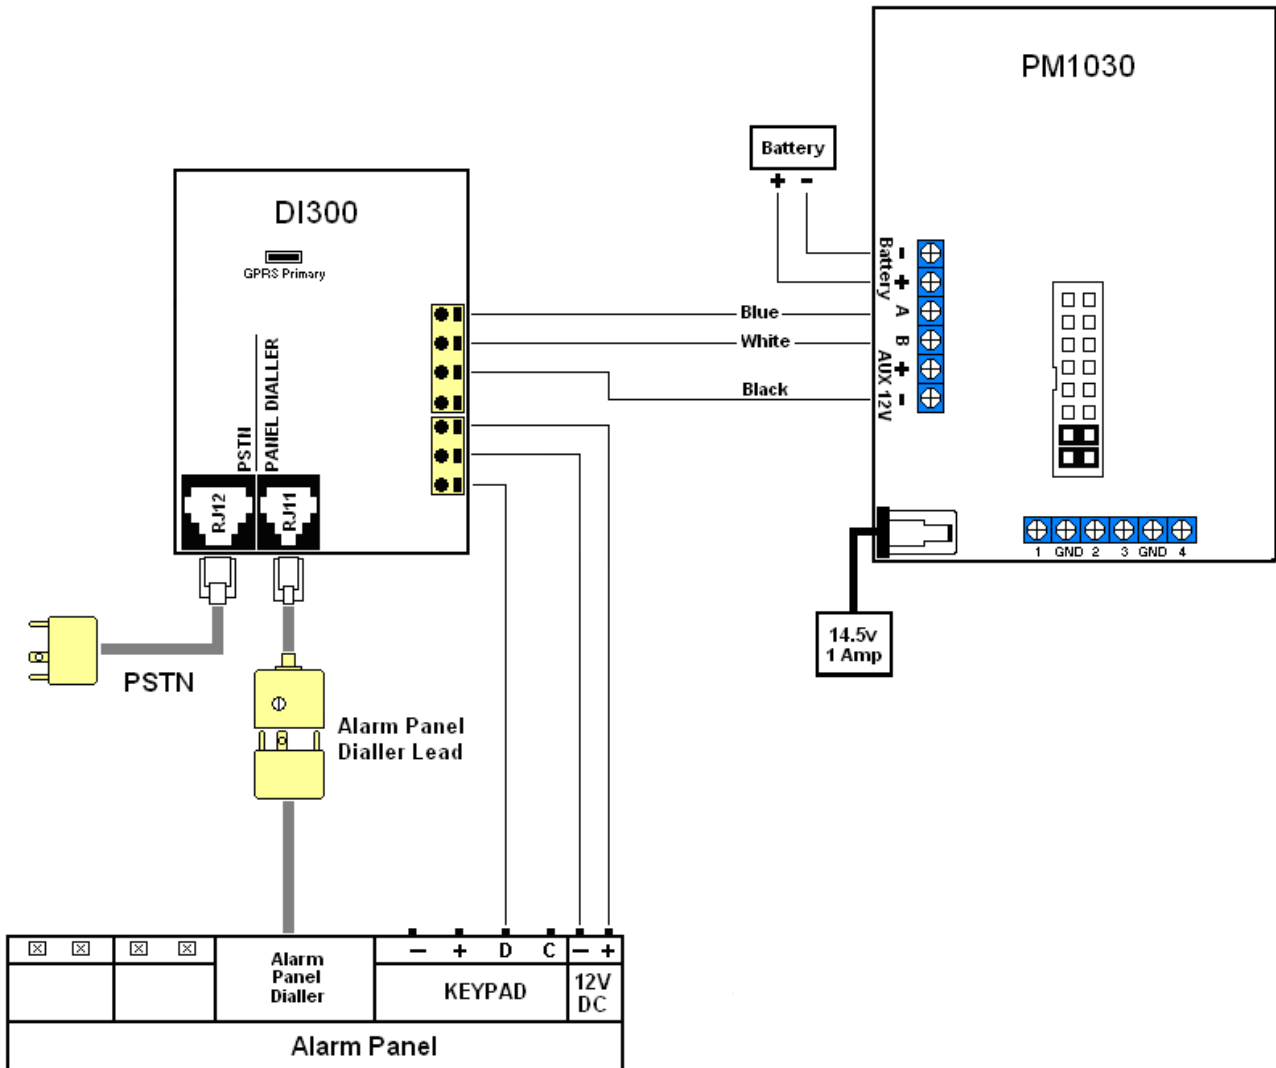 PM1030
Battery
+ -
DI300
GPRS Primary
Battery
-
+
A
B
AUX 12V
+
-
Blue
White
Black
PSTN
PANEL DIALLER
RJ12
RJ11
1 GND 2 3 GND 4
14.5v
1 Amp
PSTN
Alarm Panel
Dialler Lead
Alarm
Panel
Dialler
− + D C − +
KEYPAD
12V
DC
Alarm Panel